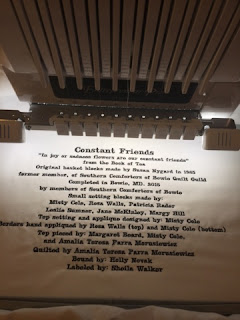 Constant Friends
"In joy or sadness flowers are our constant friends"
from the Book of Tea
Original basket blocks made by Susan Nygard in 1985
former member, of Southern Comforters of Bowie Quilt Guild
Completed in Bowie, MD. 2015
by members of Southern Comforters of Bowie
Small setting blocks made by:
Misty Cole, Rosa Walls, Patricia Rader
Leslie Sumner, Jane McKinley, Margy Hill
Top setting and applique designed by: Misty Cole
Borders hand appliqued by Rosa Walls (top) and Misty Cole (bottom)
Top pieced by: Margaret Board, Misty Cole,
and Amalia Teresa Parra Morusiewicz
Quilted by Amalia Teresa Parra Morusiewicz
Bound by: Holly Novak
Labeled by: Sheila Walker